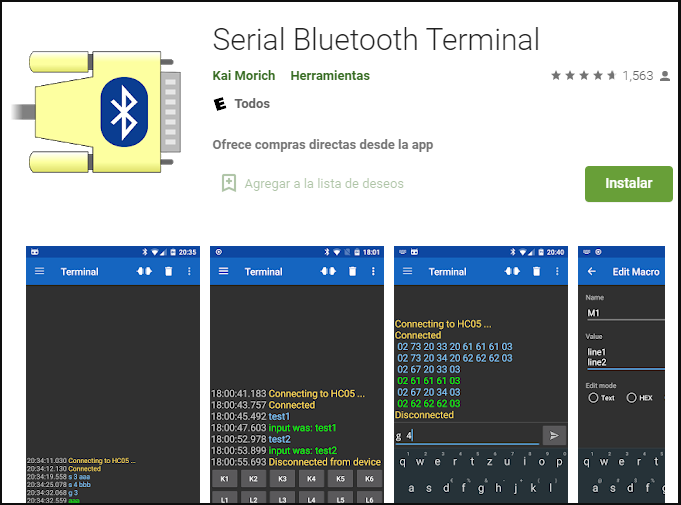 Serial Bluetooth Terminal
Kai Morich Herramientas 1,563
E Todos
Ofrece compras directas desde la app
Agregar a la lista de deseos
Instalar
20:35
Terminal
20:34:11.030 Connecting to HC05 ...
20:34:12.130 Connected
20:34:19.558 s 3 aaa
20:34:25.078 s 4 bbb
20:34:32.068 g 3
20:34:32.559 aaa
18:01
Terminal
18:00:41.183 Connecting to HC05 ...
18:00:43.757 Connected
18:00:45.492 test1
18:00:47.603 input was: test1
18:00:52.978 test2
18:00:53.899 input was: test2
18:00:55.693 Disconnected from device
K1 K2 K3 K4 K5 K6
L1 L2 L3 L4 L5 L6
20:40
Terminal
Connecting to HC05 ...
Connected
02 73 20 33 20 61 61 61 03
02 73 20 34 20 62 62 62 03
02 67 20 33 03
02 61 61 61 03
02 67 20 34 03
02 62 62 62 03
Disconnected
g 4
q w e r t z u i o p
a s d f g h j k l
Edit Macro
Name
M1
Value
line1
line2
Edit mode
Text HEX
q w e r t
a s d f